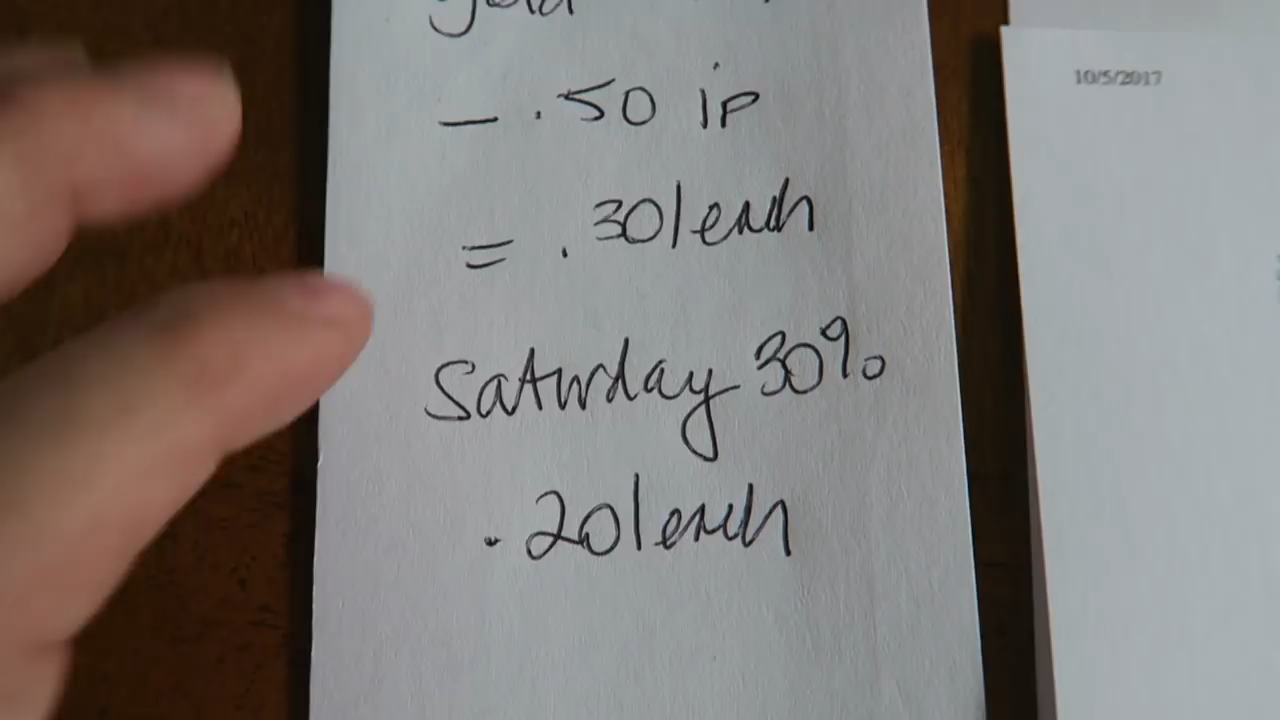 - .50 ip
= .30/each
Saturday 30%
.20/each
10/5/2017